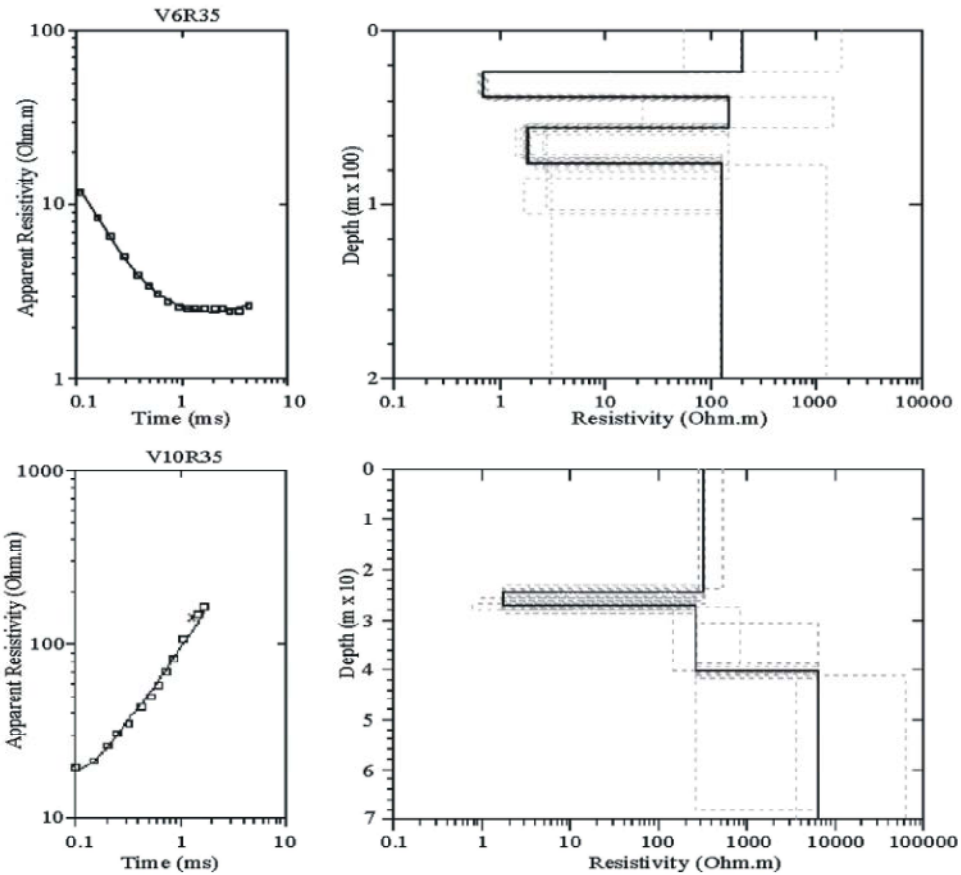 V6R35
100
10
1
Apparent Resistivity (Ohm.m)
0.1 1 10
Time (ms)
0
1
2
Depth (m x 100)
0.1 1 10 100 1000 10000
Resistivity (Ohm.m)
V10R35
1000
100
10
Apparent Resistivity (Ohm.m)
0.1 1 10
Time (ms)
0
1
2
3
4
5
6
7
Depth (m x 10)
0.1 1 10 100 1000 10000 100000
Resistivity (Ohm.m)